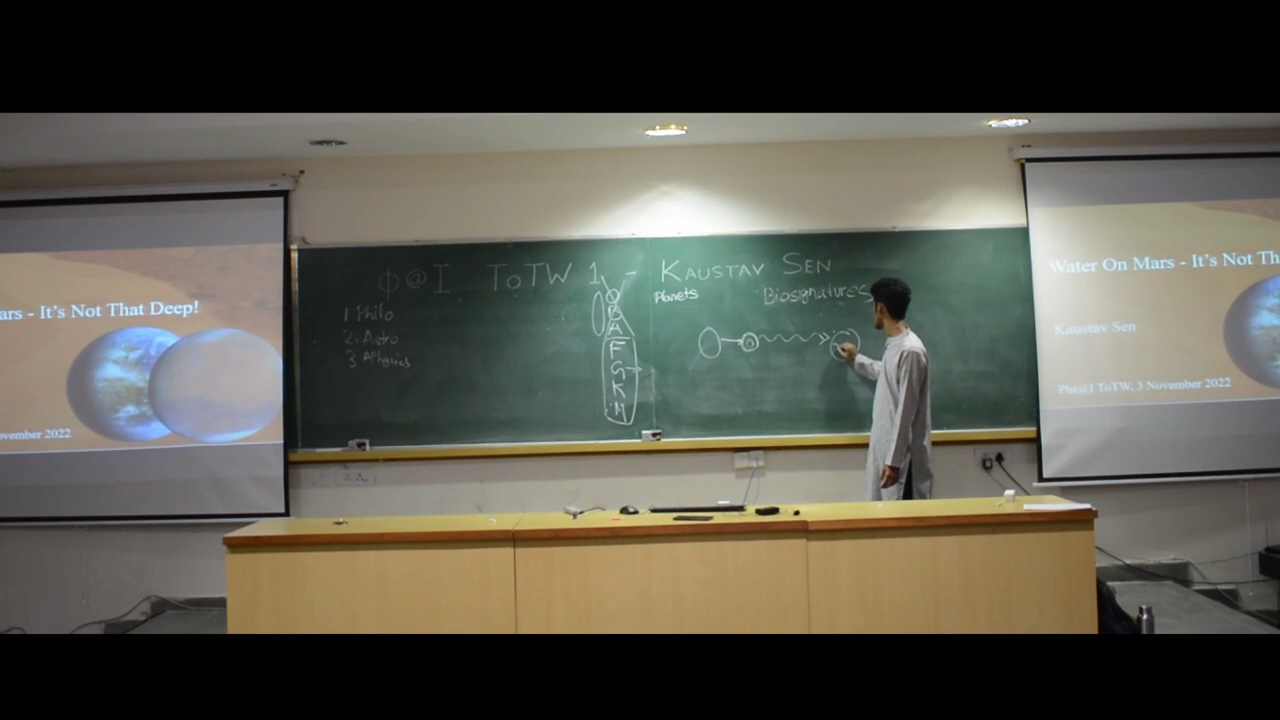 ars - It's Not That Deep!
ovember 2022
ϕ@I ToTW 1 - KAUSTAV SEN
1 Philo
2. Astro
3 APhysics
O
B
A
F
G
K
M
Planets
Biosignatures
Water On Mars - It's Not Th
Kaustav Sen
Phi@I ToTW, 3 November 2022